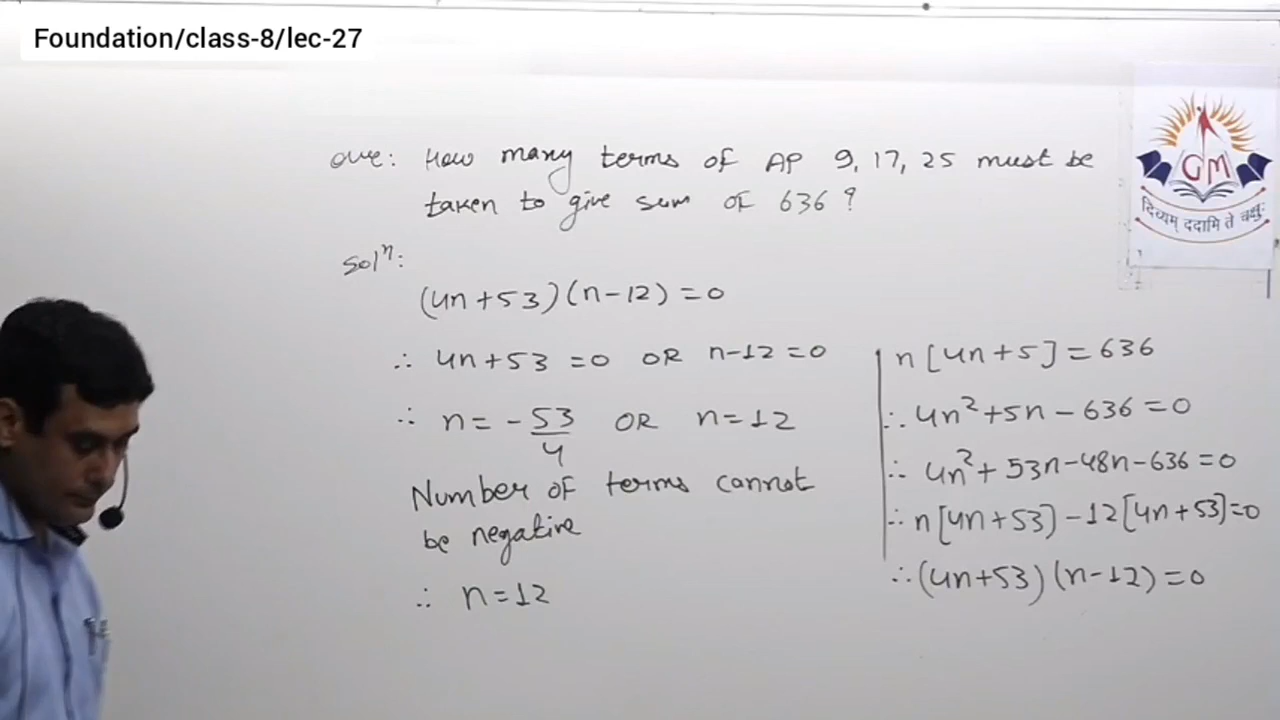 Foundation/class-8/lec-27
Que: How many terms of AP 9, 17, 25 must be
taken to give sum of 636 ?
Solⁿ:
(4n+53)(n-12)=0
∴ 4n+53=0 OR n-12=0
∴ n= -53/4 OR n=12
Number of terms cannot
be negative
∴ n=12
n[4n+5]=636
∴ 4n²+5n-636=0
∴ 4n²+53n-48n-636=0
∴ n[4n+53]-12[4n+53]=0
∴ (4n+53)(n-12)=0
GM
दिव्यम् ददामि ते चक्षुः